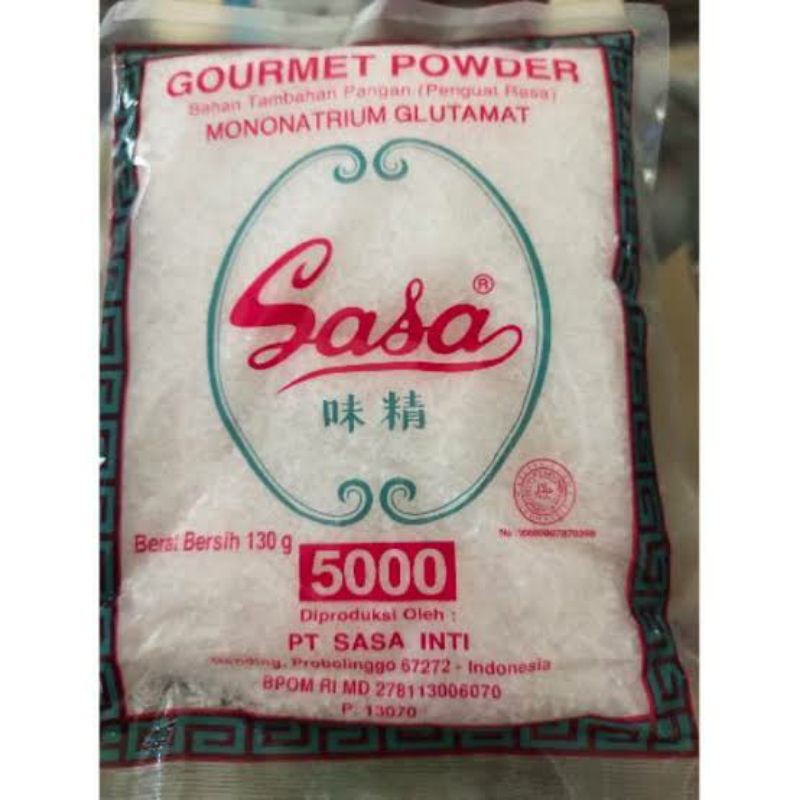 GOURMET POWDER
Bahan Tambahan Pangan (Penguat Rasa)
MONONATRIUM GLUTAMAT
Sasa®
味精
Berat Bersih 130 g
5000
Diproduksi Oleh :
PT SASA INTI
Probolinggo 67272 - Indonesia
BPOM RI MD 278113006070
P. 13070